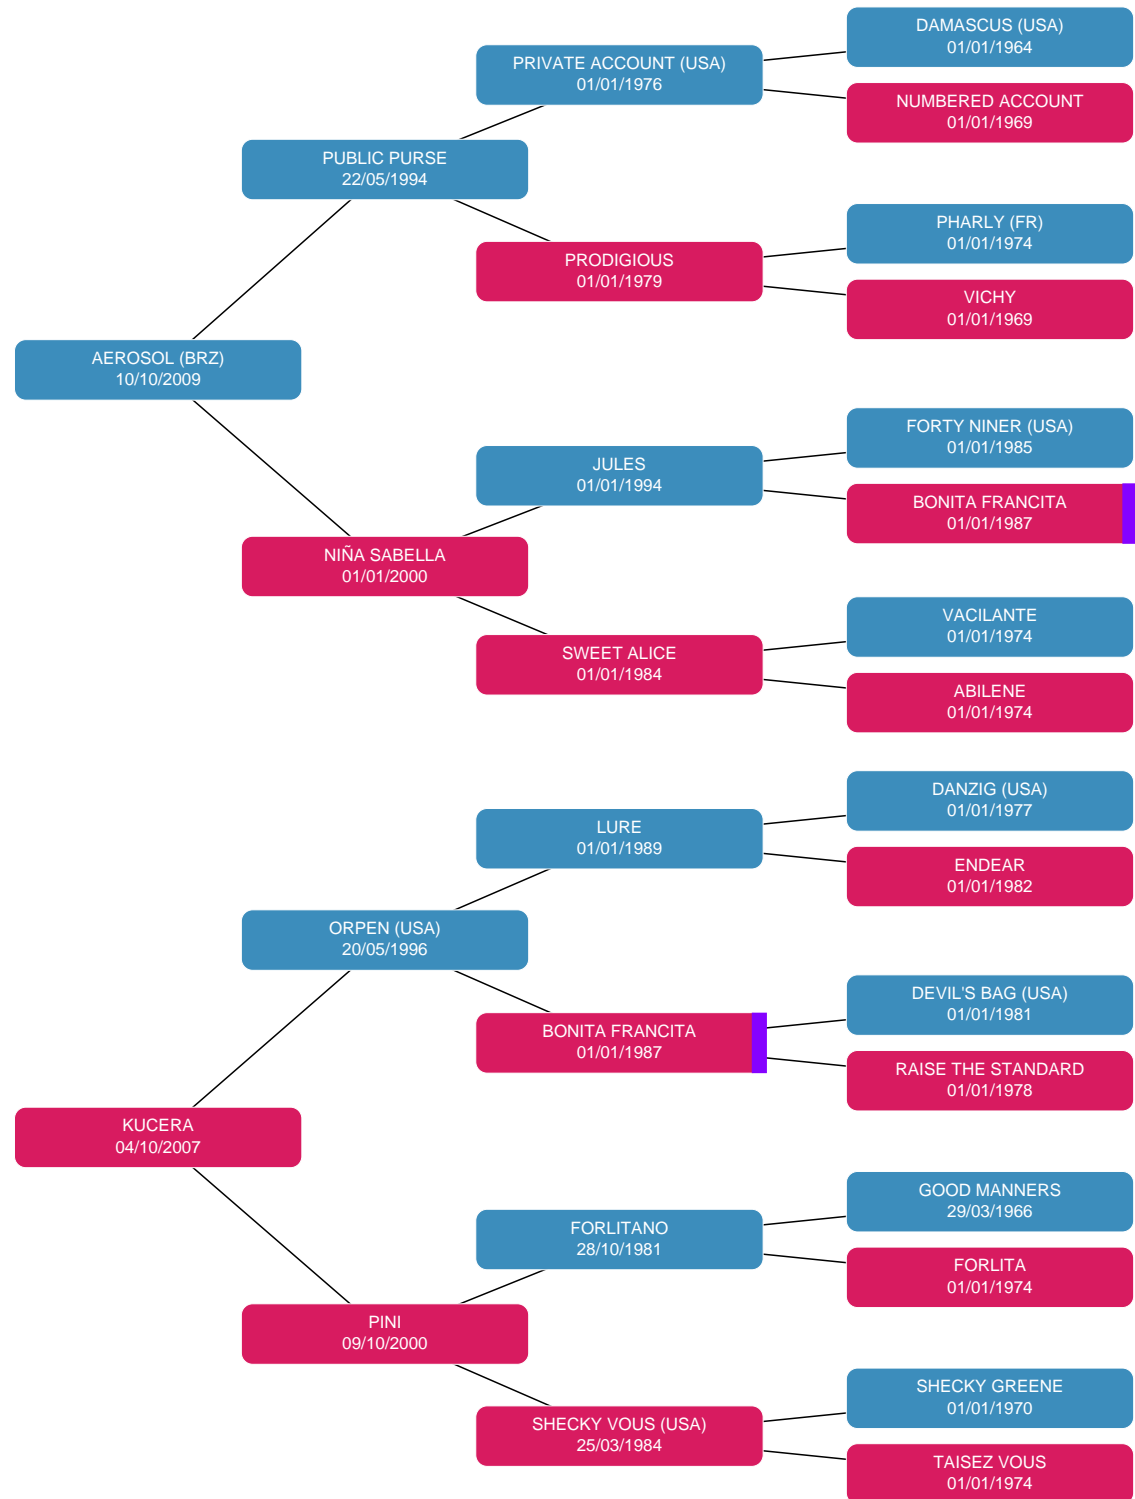 DAMASCUS (USA)
01/01/1964
PRIVATE ACCOUNT (USA)
01/01/1976
NUMBERED ACCOUNT
01/01/1969
PUBLIC PURSE
22/05/1994
PHARLY (FR)
01/01/1974
PRODIGIOUS
01/01/1979
VICHY
01/01/1969
AEROSOL (BRZ)
10/10/2009
FORTY NINER (USA)
01/01/1985
JULES
01/01/1994
BONITA FRANCITA
01/01/1987
NIÑA SABELLA
01/01/2000
VACILANTE
01/01/1974
SWEET ALICE
01/01/1984
ABILENE
01/01/1974
DANZIG (USA)
01/01/1977
LURE
01/01/1989
ENDEAR
01/01/1982
ORPEN (USA)
20/05/1996
DEVIL'S BAG (USA)
01/01/1981
BONITA FRANCITA
01/01/1987
RAISE THE STANDARD
01/01/1978
KUCERA
04/10/2007
GOOD MANNERS
29/03/1966
FORLITANO
28/10/1981
FORLITA
01/01/1974
PINI
09/10/2000
SHECKY GREENE
01/01/1970
SHECKY VOUS (USA)
25/03/1984
TAISEZ VOUS
01/01/1974